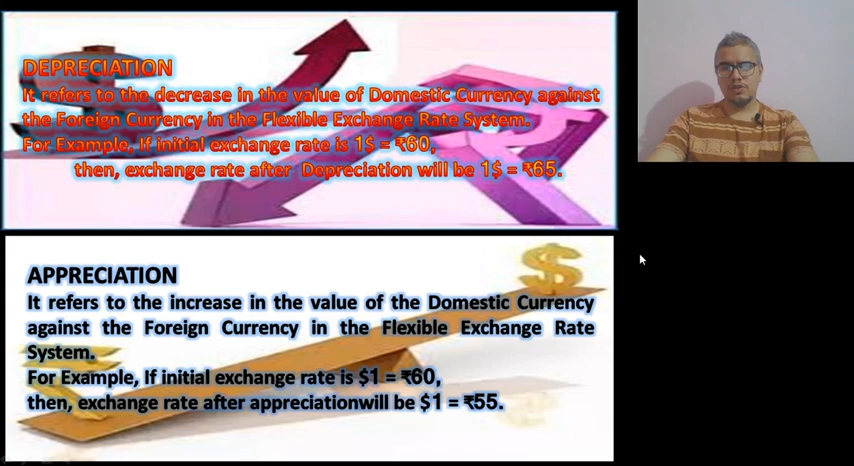 DEPRECIATION
It refers to the decrease in the value of Domestic Currency against
the Foreign Currency in the Flexible Exchange Rate System.
For Example, If initial exchange rate is 1$ = ₹60,
then, exchange rate after Depreciation will be 1$ = ₹65.
APPRECIATION
It refers to the increase in the value of the Domestic Currency
against the Foreign Currency in the Flexible Exchange Rate
System.
For Example, If initial exchange rate is $1 = ₹60,
then, exchange rate after appreciationwill be $1 = ₹55.